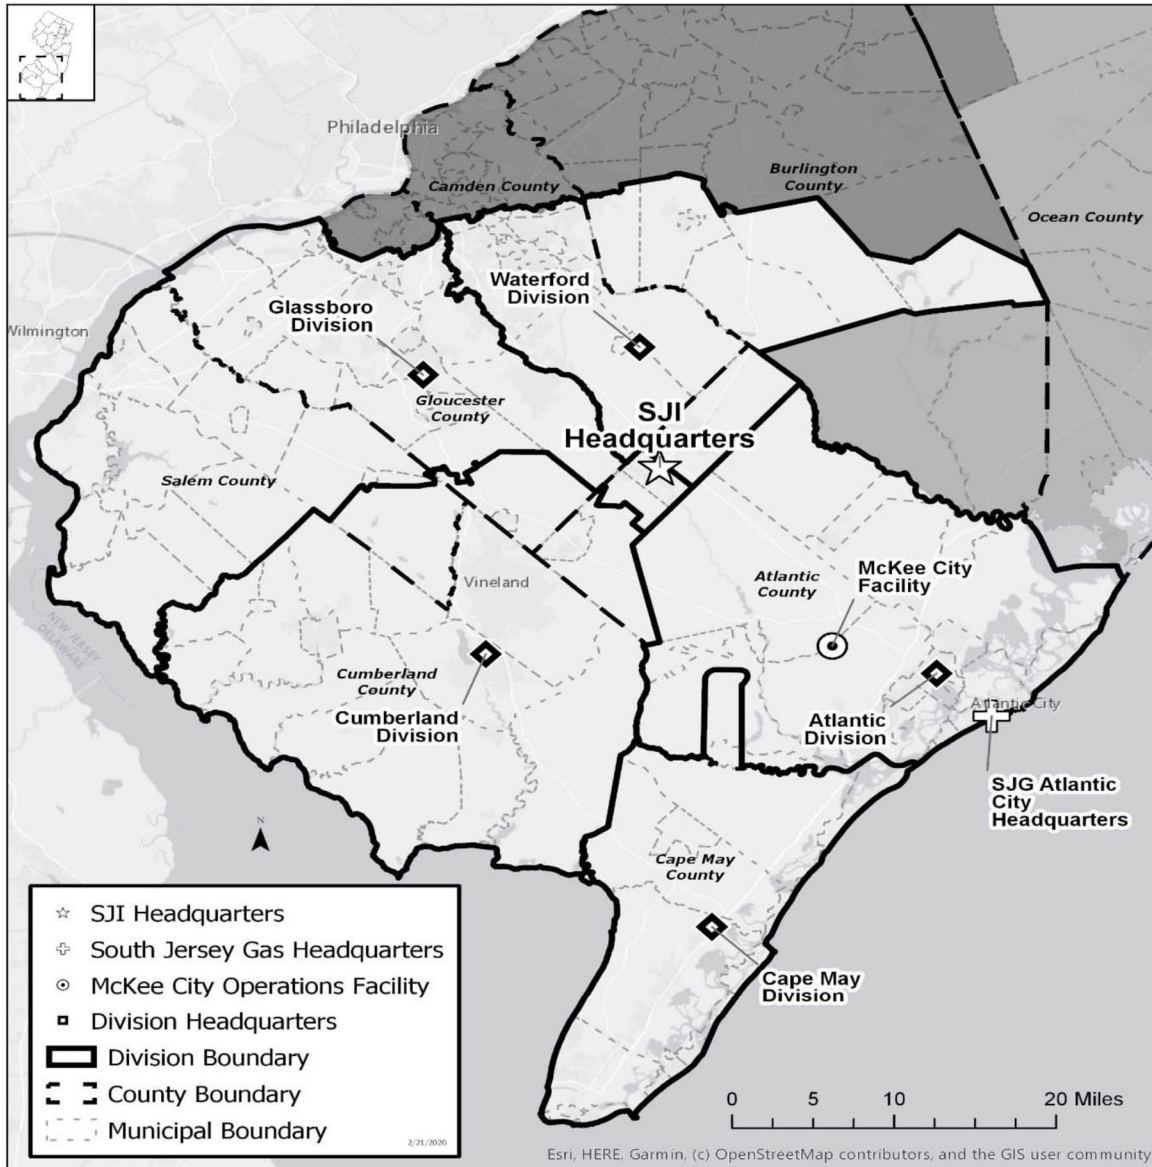 Philadelphia
Camden County
Burlington
County
Ocean County
Waterford
Division
Glassboro
Division
Wilmington
Gloucester
County
SJI
Headquarters
Salem County
Vineland
Atlantic
County
McKee City
Facility
NEW JERSEY
DELAWARE
Cumberland
County
Cumberland
Division
Atlantic
Division
Atlantic City
SJG Atlantic
City
Headquarters
N
Cape May
County
Cape May
Division
SJI Headquarters
South Jersey Gas Headquarters
McKee City Operations Facility
Division Headquarters
Division Boundary
County Boundary
Municipal Boundary
2/21/2020
0 5 10 20 Miles
Esri, HERE, Garmin, (c) OpenStreetMap contributors, and the GIS user community